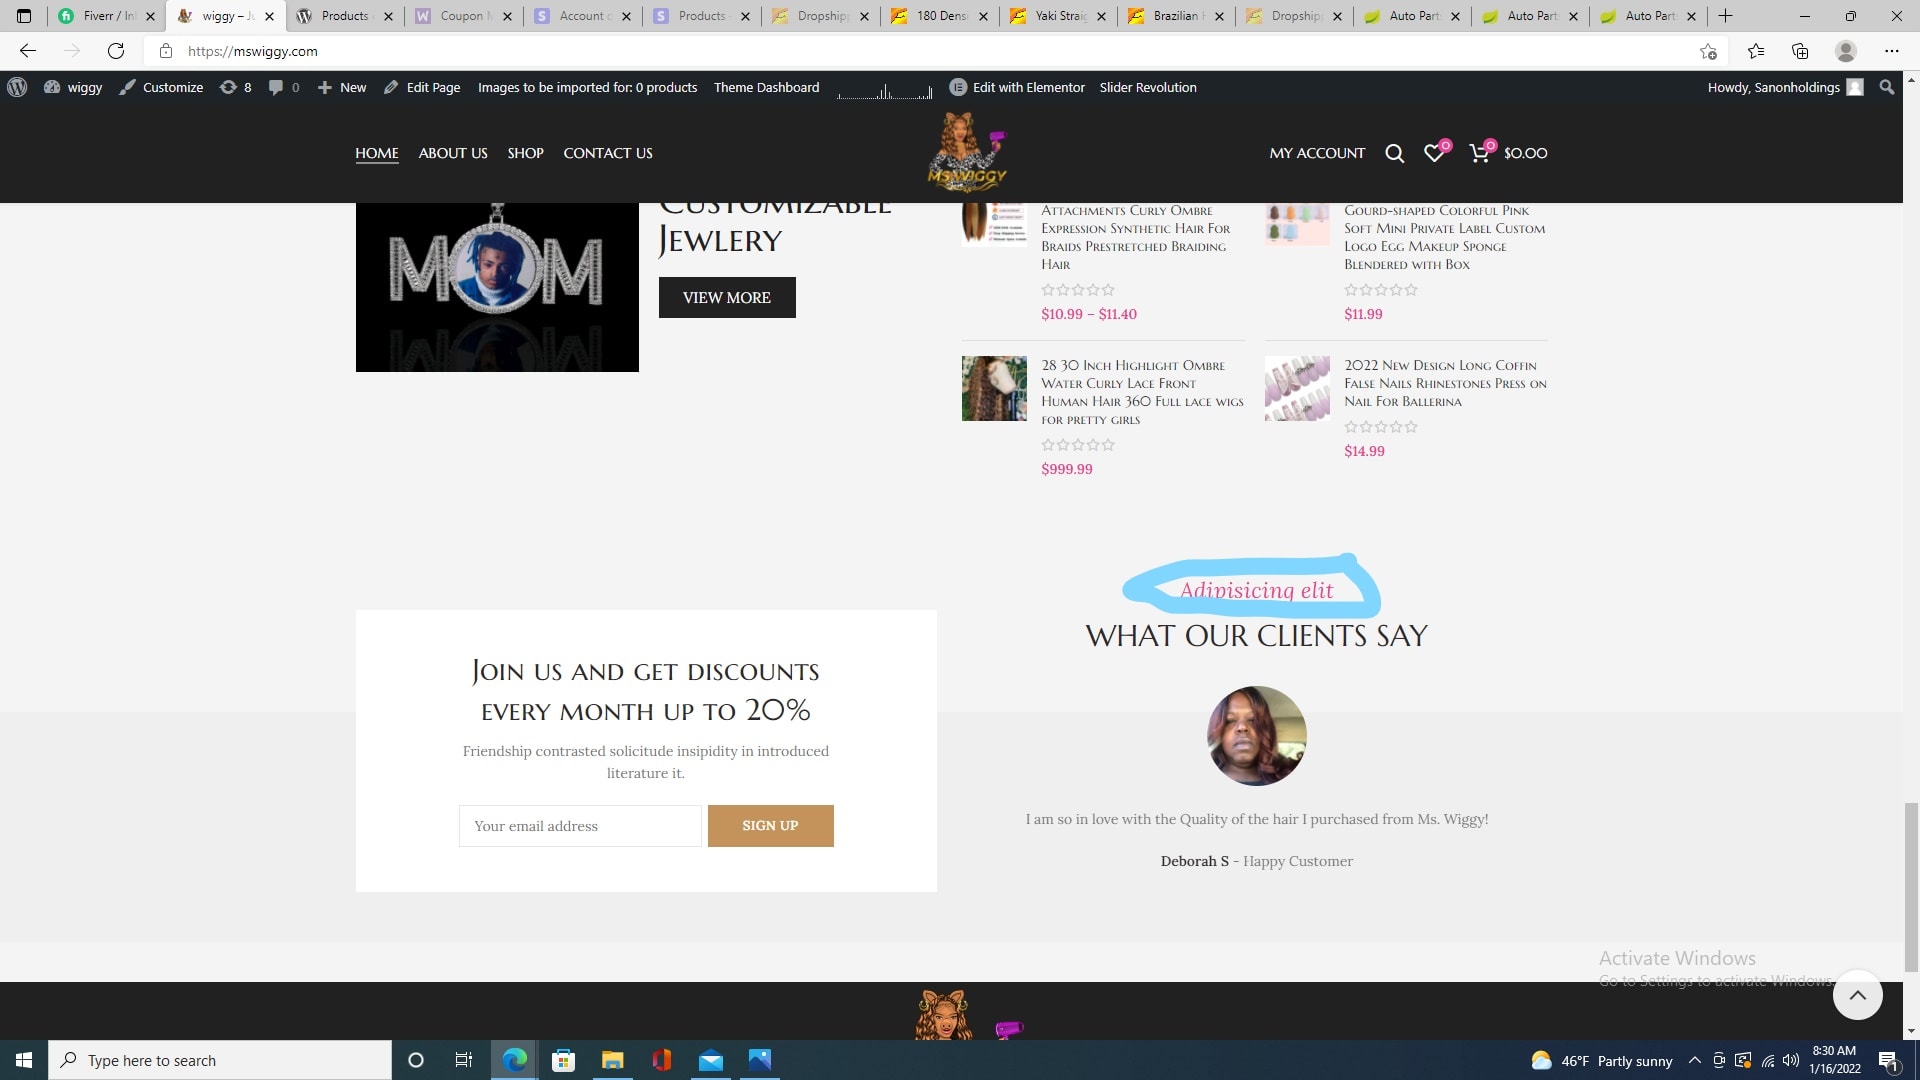 Fiverr / In
wiggy – Ju
Products
Coupon M
Account o
Products
Dropshipp
180 Densi
Yaki Straig
Brazilian H
Dropshipp
Auto Part
Auto Part
Auto Part
https://mswiggy.com
wiggy
Customize
8
0
New
Edit Page
Images to be imported for: 0 products
Theme Dashboard
Edit with Elementor
Slider Revolution
Howdy, Sanonholdings
HOME
ABOUT US
SHOP
CONTACT US
MS.WIGGY
MY ACCOUNT
0
0
$0.00
MOM
Customizable
Jewlery
VIEW MORE
Attachments Curly Ombre
Expression Synthetic Hair For
Braids Prestretched Braiding
Hair
$10.99 – $11.40
Gourd-shaped Colorful Pink
Soft Mini Private Label Custom
Logo Egg Makeup Sponge
Blendered with Box
$11.99
28 30 Inch Highlight Ombre
Water Curly Lace Front
Human Hair 360 Full lace wigs
for pretty girls
$999.99
2022 New Design Long Coffin
False Nails Rhinestones Press on
Nail For Ballerina
$14.99
Adipisicing elit
WHAT OUR CLIENTS SAY
Join us and get discounts
every month up to 20%
Friendship contrasted solicitude insipidity in introduced
literature it.
Your email address
SIGN UP
I am so in love with the Quality of the hair I purchased from Ms. Wiggy!
Deborah S - Happy Customer
Activate Windows
Go to Settings to activate Windows.
Type here to search
46°F Partly sunny
8:30 AM
1/16/2022
1